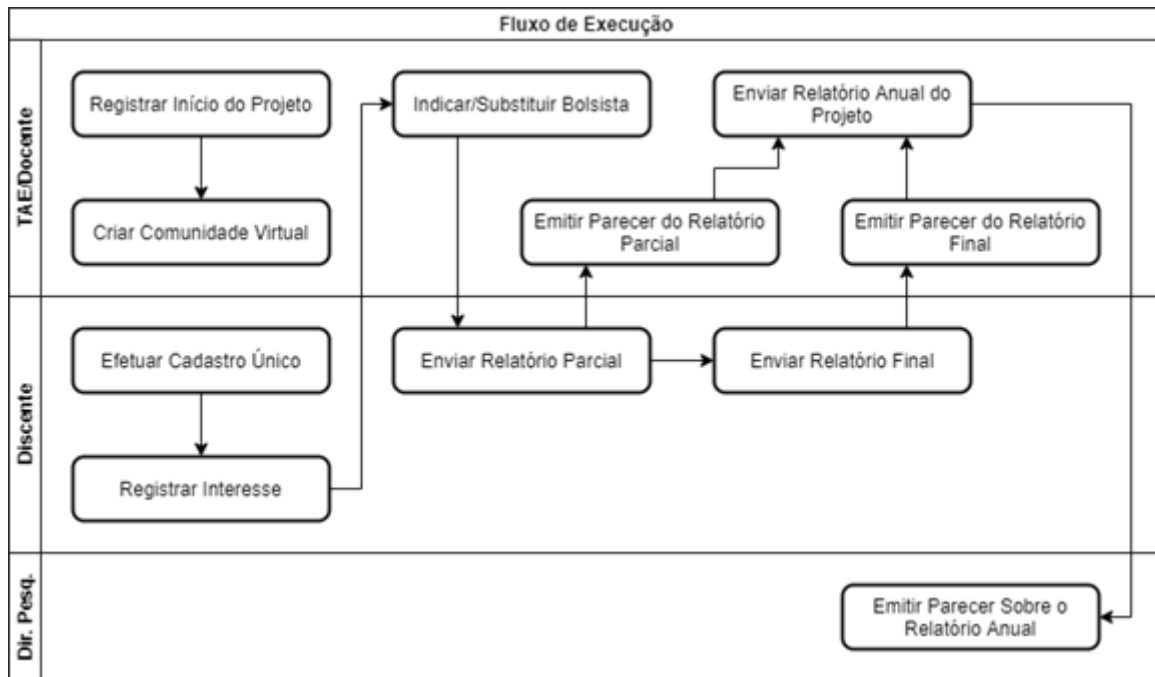 Fluxo de Execução
TAE/Docente
Registrar Início do Projeto
Indicar/Substituir Bolsista
Enviar Relatório Anual do
Projeto
Criar Comunidade Virtual
Emitir Parecer do Relatório
Parcial
Emitir Parecer do Relatório
Final
Discente
Efetuar Cadastro Único
Enviar Relatório Parcial
Enviar Relatório Final
Registrar Interesse
Dir. Pesq.
Emitir Parecer Sobre o
Relatório Anual